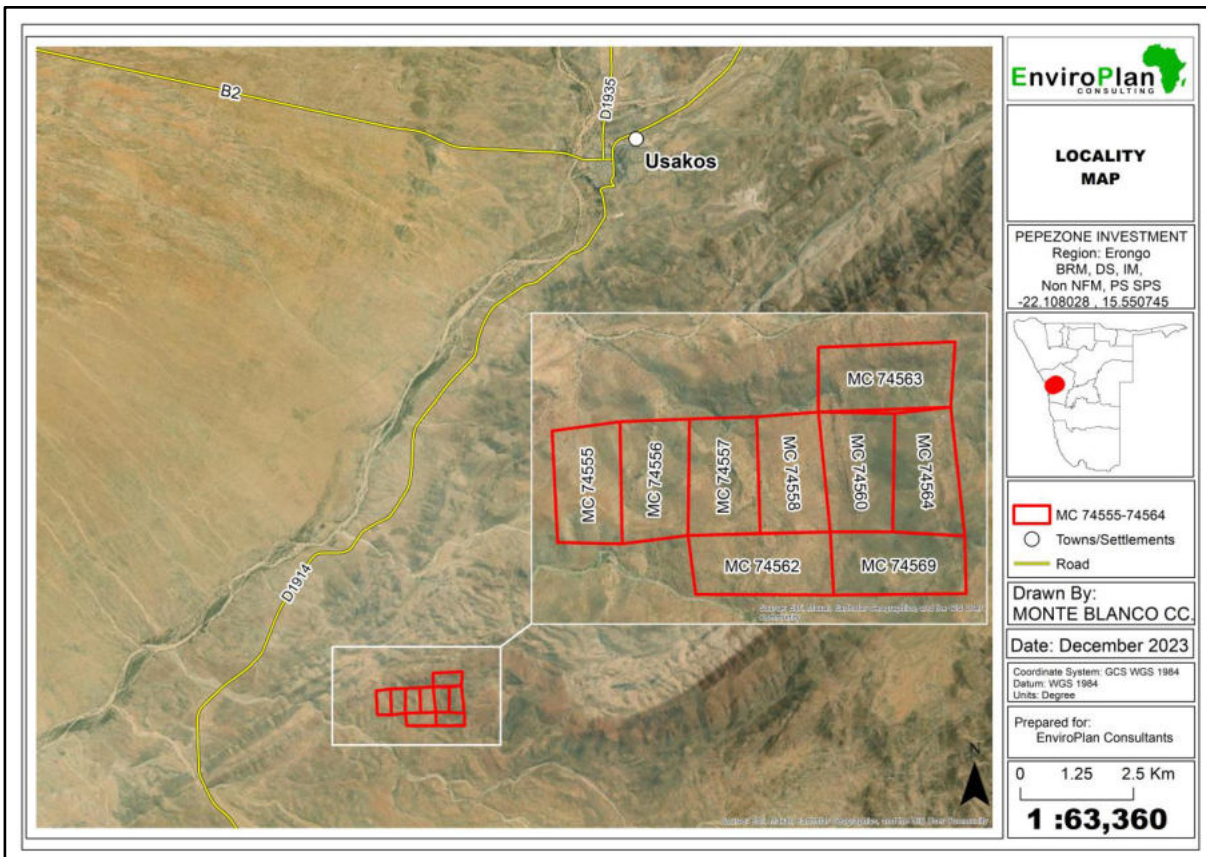 B2
D1935
Usakos
D1914
MC 74563
MC 74555
MC 74556
MC 74557
MC 74558
MC 74560
MC 74564
MC 74562
MC 74569
EnviroPlan
CONSULTING
LOCALITY
MAP
PEPEZONE INVESTMENT
Region: Erongo
BRM, DS, IM,
Non NFM, PS SPS
-22.108028 , 15.550745
MC 74555-74564
Towns/Settlements
Road
Drawn By:
MONTE BLANCO CC.
Date: December 2023
Coordinate System: GCS WGS 1984
Datum: WGS 1984
Units: Degree
Prepared for:
EnviroPlan Consultants
N
0 1.25 2.5 Km
1 :63,360